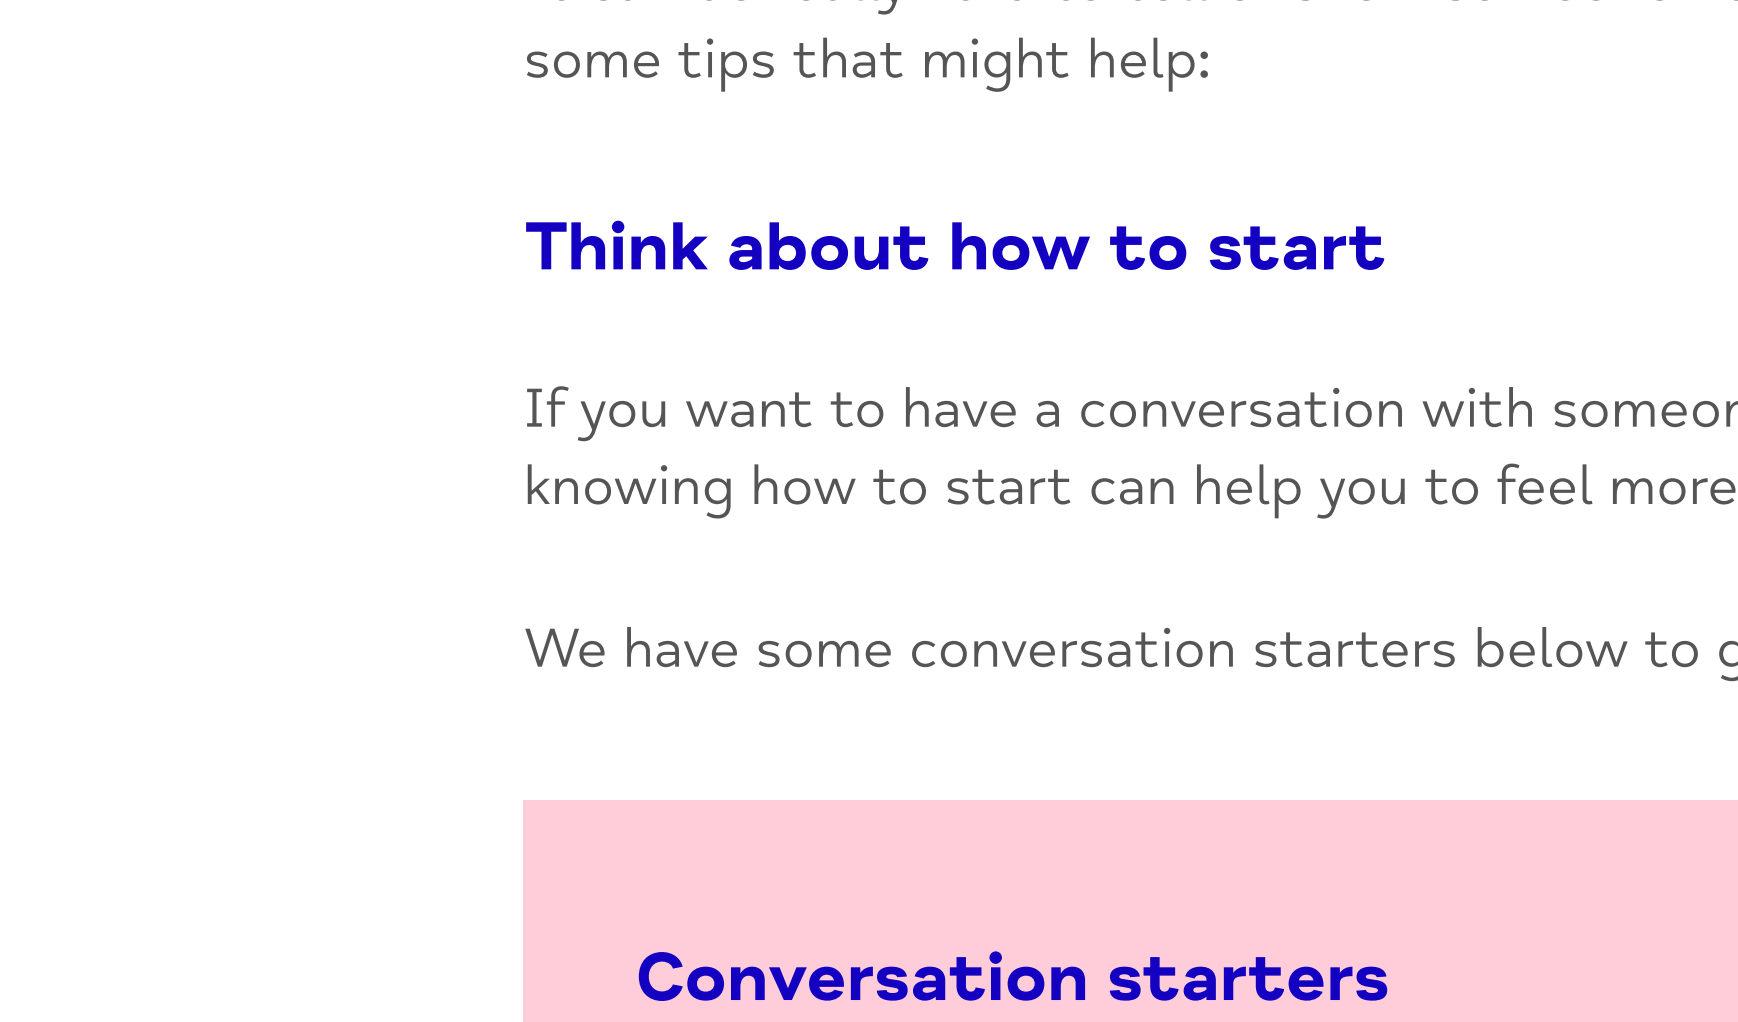 some tips that might help:
Think about how to start
If you want to have a conversation with
knowing how to start can help you to feel more
We have some conversation starters below to
Conversation starters